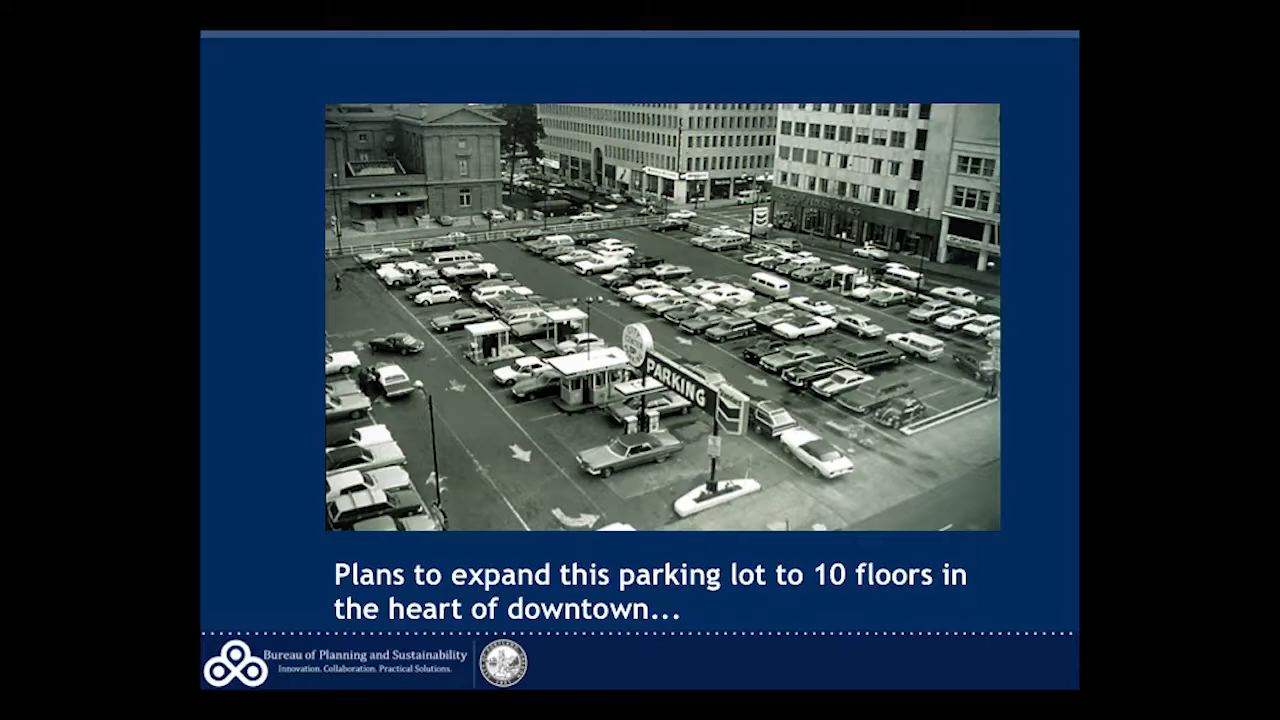 PARKING
Plans to expand this parking lot to 10 floors in
the heart of downtown...
Bureau of Planning and Sustainability
Innovation. Collaboration. Practical Solutions.